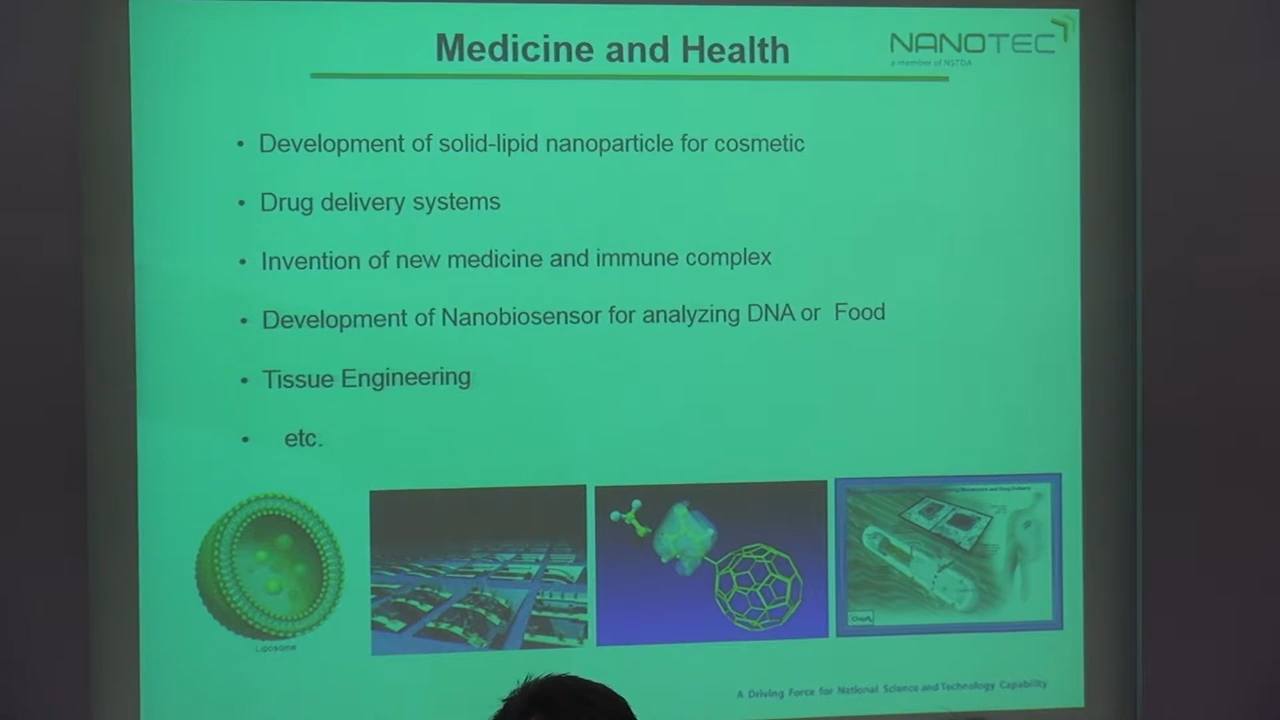 Medicine and Health
NANOTEC
a member of NSTDA
• Development of solid-lipid nanoparticle for cosmetic
• Drug delivery systems
• Invention of new medicine and immune complex
• Development of Nanobiosensor for analyzing DNA or Food
• Tissue Engineering
• etc.
Liposome
A Driving Force for National Science and Technology Capability